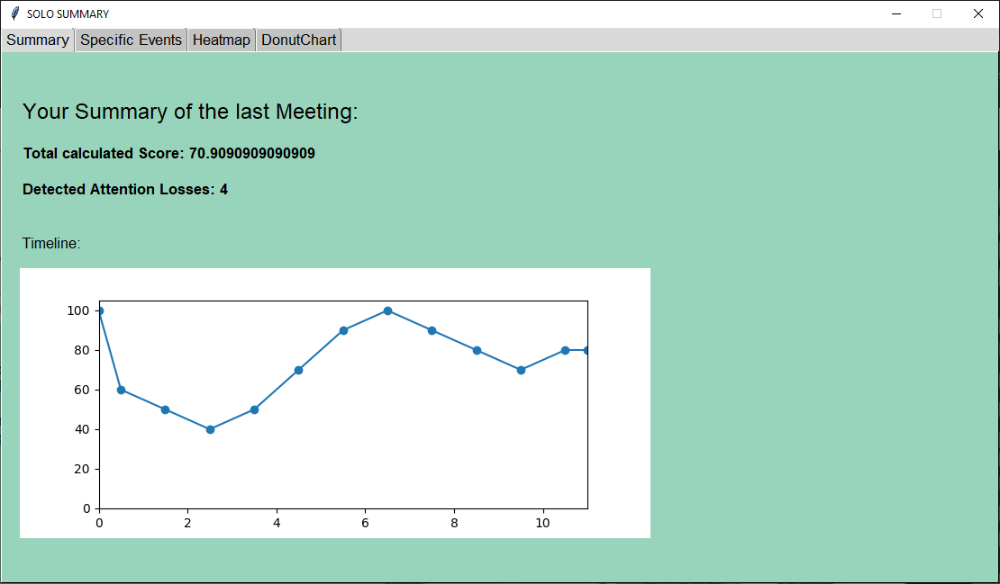 SOLO SUMMARY
Summary Specific Events Heatmap DonutChart
Your Summary of the last Meeting:
Total calculated Score: 70.9090909090909
Detected Attention Losses: 4
Timeline:
100
80
60
40
20
0
0 2 4 6 8 10